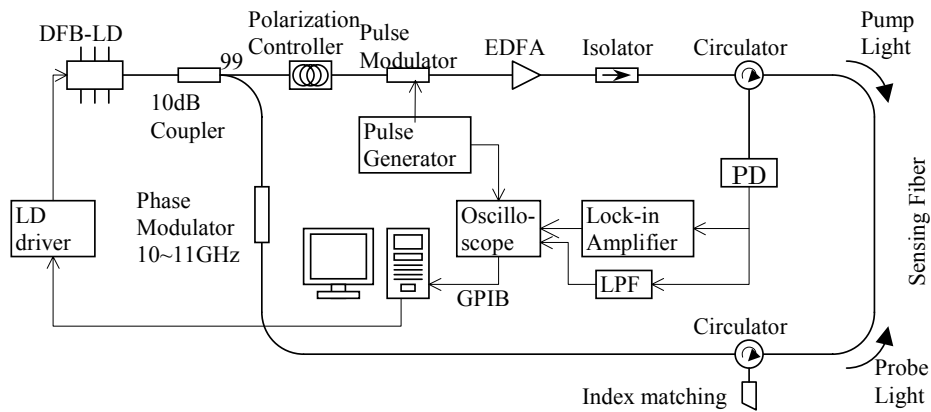 DFB-LD
99
10dB
Coupler
Polarization
Controller
Pulse
Modulator
EDFA
Isolator
Circulator
Pump
Light
Pulse
Generator
PD
Sensing Fiber
LD
driver
Phase
Modulator
10~11GHz
Oscillo-
scope
Lock-in
Amplifier
LPF
GPIB
Circulator
Probe
Light
Index matching